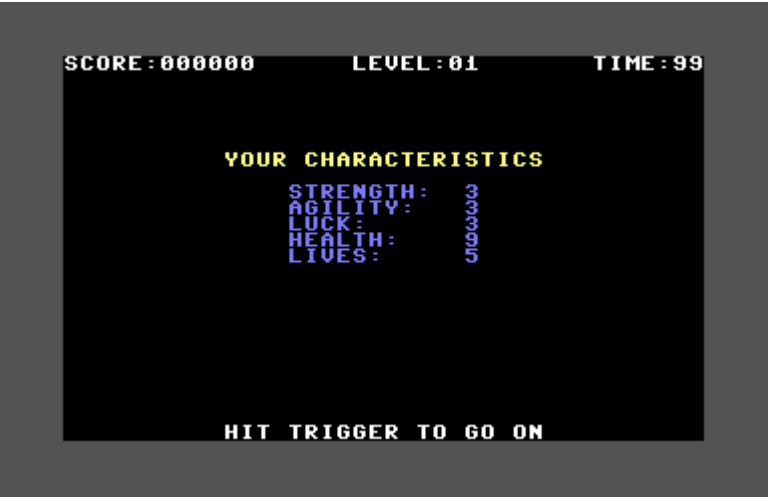 SCORE:000000 LEVEL:01 TIME:99
YOUR CHARACTERISTICS
STRENGTH: 3
AGILITY: 3
LUCK: 3
HEALTH: 9
LIVES: 5
HIT TRIGGER TO GO ON